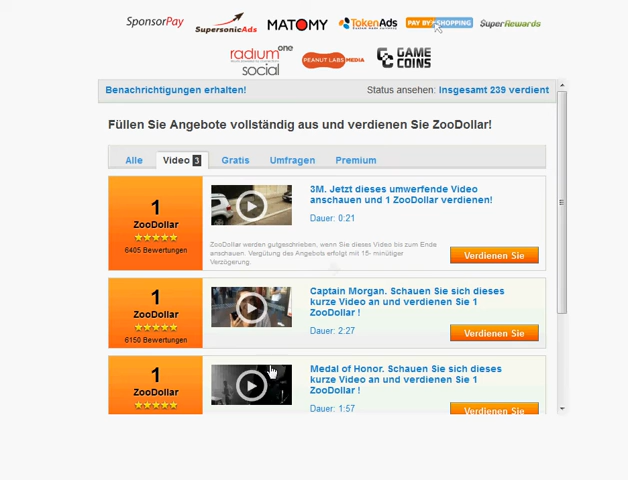 SponsorPay
SupersonicAds
MATOMY
TokenAds
PAY BY SHOPPING
SuperRewards
radiumone
social
PEANUT LABS MEDIA
GAME
COINS
Benachrichtigungen erhalten!
Status ansehen: Insgesamt 239 verdient
Füllen Sie Angebote vollständig aus und verdienen Sie ZooDollar!
Alle
Video 3
Gratis
Umfragen
Premium
1
ZooDollar
6405 Bewertungen
3M. Jetzt dieses umwerfende Video
anschauen und 1 ZooDollar verdienen!
Dauer: 0:21
ZooDollar werden gutgeschrieben, wenn Sie dieses Video bis zum Ende
anschauen. Vergütung des Angebots erfolgt mit 15- minütiger
Verzögerung.
Verdienen Sie
1
ZooDollar
6150 Bewertungen
Captain Morgan. Schauen Sie sich dieses
kurze Video an und verdienen Sie 1
ZooDollar !
Dauer: 2:27
Verdienen Sie
1
ZooDollar
Medal of Honor. Schauen Sie sich dieses
kurze Video an und verdienen Sie 1
ZooDollar !
Dauer: 1:57
Verdienen Sie